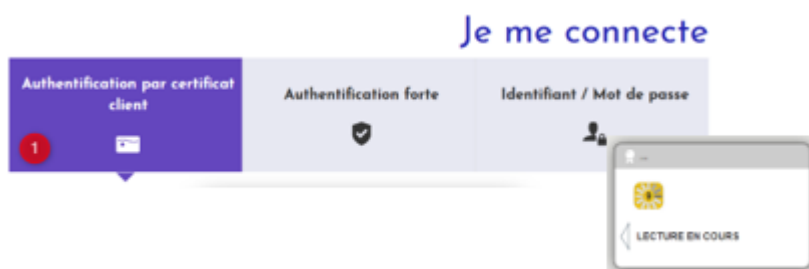 Je me connecte
Authentification par certificat
client
Authentification forte
Identifiant / Mot de passe
1
LECTURE EN COURS